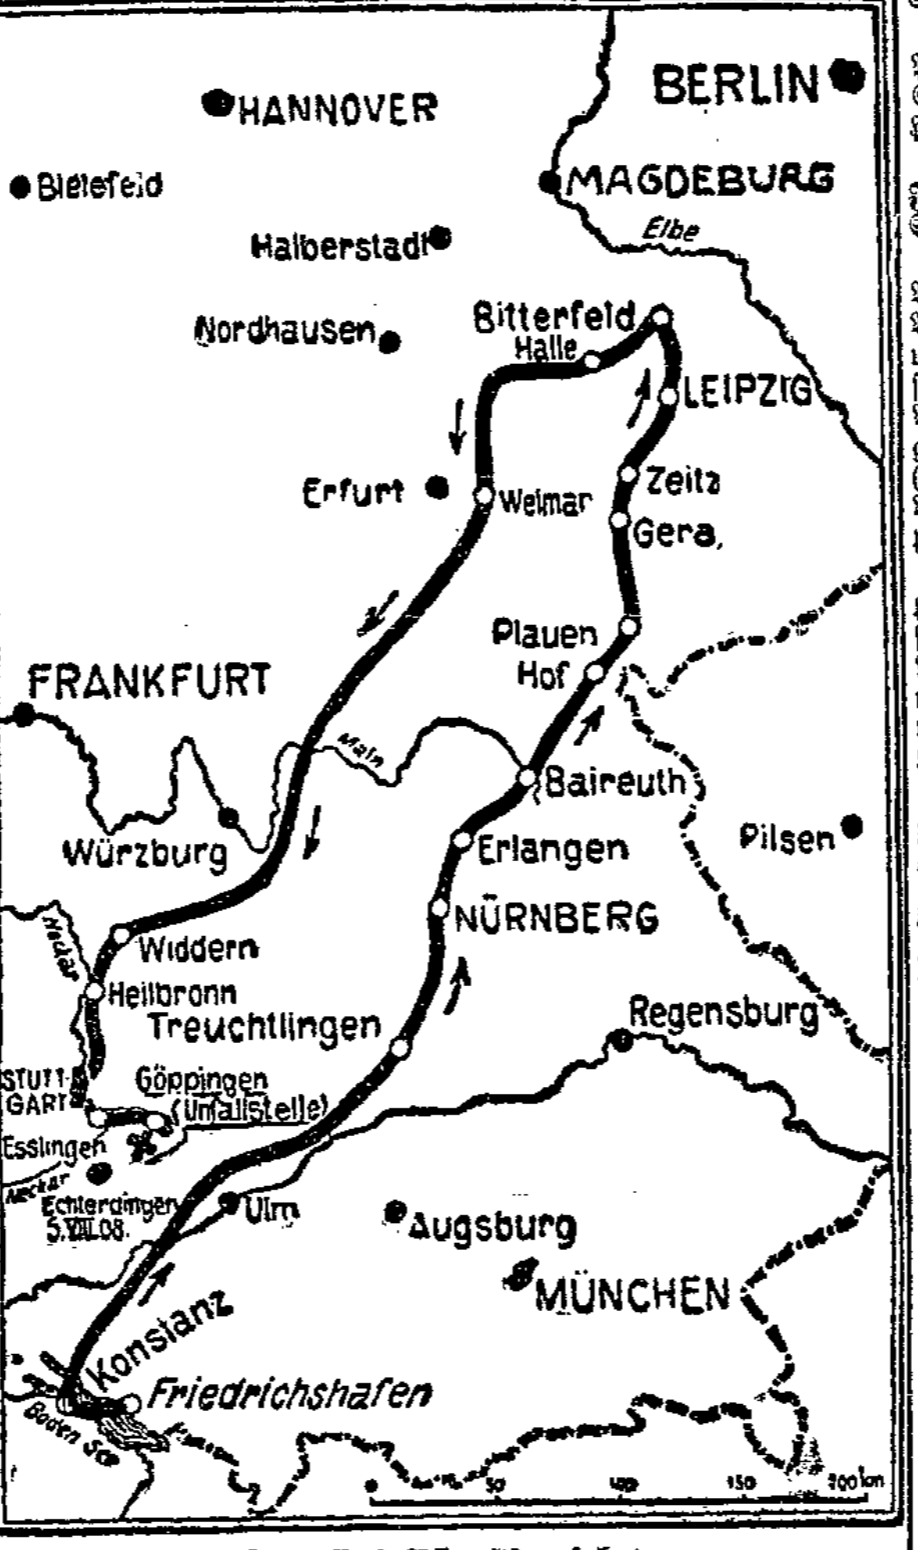 HANNOVER
BERLIN
Bielefeld
MAGDEBURG
Elbe
Halberstadt
Nordhausen
Bitterfeld
Halle
LEIPZIG
Erfurt
Weimar
Zeitz
Gera.
Plauen
Hof
FRANKFURT
Main
Baireuth
Würzburg
Erlangen
Pilsen
NÜRNBERG
Neckar
Widdern
Heilbronn
Treuchtlingen
Regensburg
STUTT-
GART
Göppingen
(Unfallstelle)
Esslingen
Neckar
Echterdingen
5.VIII.08.
Ulm
Augsburg
MÜNCHEN
Konstanz
Friedrichshafen
Boden See
50 100 150 200 km